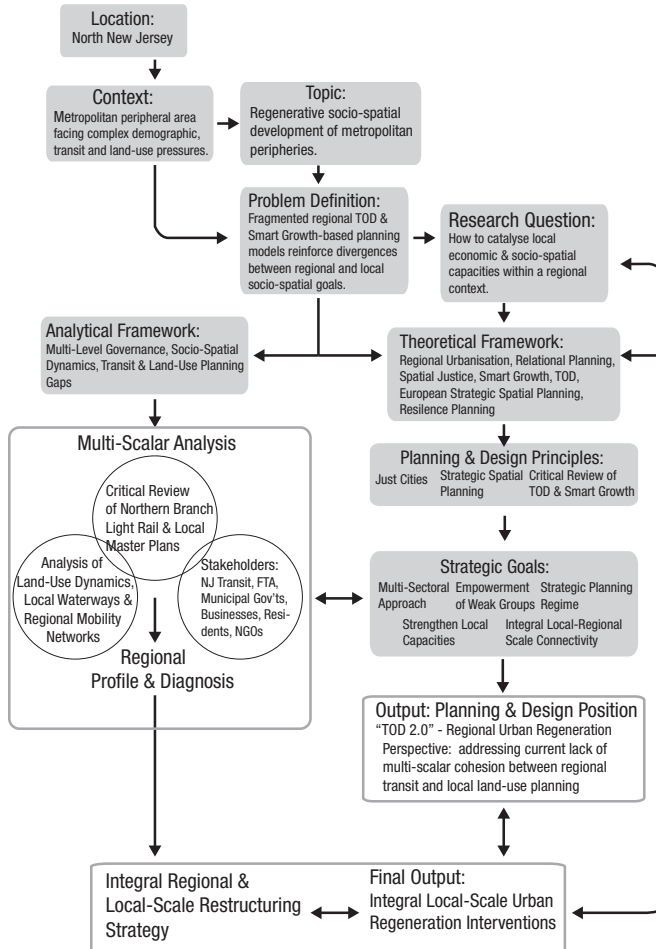 Location:
North New Jersey
Context:
Metropolitan peripheral area
facing complex demographic,
transit and land-use pressures.
Topic:
Regenerative socio-spatial
development of metropolitan
peripheries.
Problem Definition:
Fragmented regional TOD &
Smart Growth-based planning
models reinforce divergences
between regional and local
socio-spatial goals.
Research Question:
How to catalyse local
economic & socio-spatial
capacities within a regional
context.
Analytical Framework:
Multi-Level Governance, Socio-Spatial
Dynamics, Transit & Land-Use Planning
Gaps
Theoretical Framework:
Regional Urbanisation, Relational Planning,
Spatial Justice, Smart Growth, TOD,
European Strategic Spatial Planning,
Resilence Planning
Multi-Scalar Analysis
Critical Review
of Northern Branch
Light Rail & Local
Master Plans
Analysis of
Land-Use Dynamics,
Local Waterways &
Regional Mobility
Networks
Stakeholders:
NJ Transit, FTA,
Municipal Gov'ts,
Businesses, Resi-
dents, NGOs
Regional
Profile & Diagnosis
Planning & Design Principles:
Just Cities
Strategic Spatial
Planning
Critical Review of
TOD & Smart Growth
Strategic Goals:
Multi-Sectoral
Approach
Empowerment
of Weak Groups
Strategic Planning
Regime
Strengthen Local
Capacities
Integral Local-Regional
Scale Connectivity
Output: Planning & Design Position
“TOD 2.0” - Regional Urban Regeneration
Perspective: addressing current lack of
multi-scalar cohesion between regional
transit and local land-use planning
Integral Regional &
Local-Scale Restructuring
Strategy
Final Output:
Integral Local-Scale Urban
Regeneration Interventions